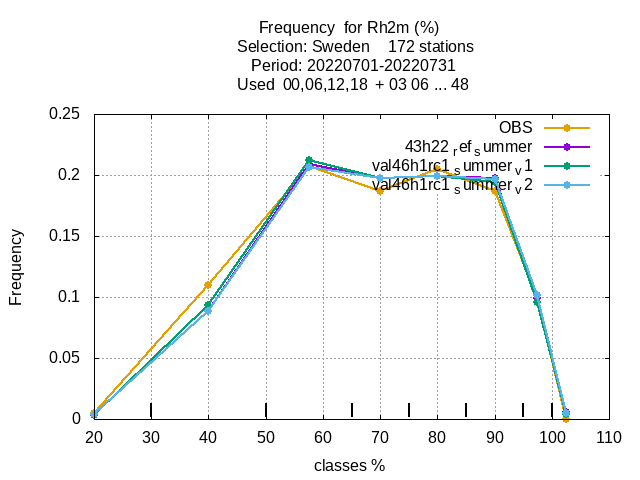 Frequency  for Rh2m (%)
Selection: Sweden    172 stations
Period: 20220701-20220731
Used  00,06,12,18  + 03 06 ... 48
0.25
OBS
43h22 ref summer
val46h1rc1 summer v1
val46h1rc1 summer v2
0.2
0.15
Frequency
0.1
0.05
0
20 30 40 50 60 70 80 90 100 110
classes %